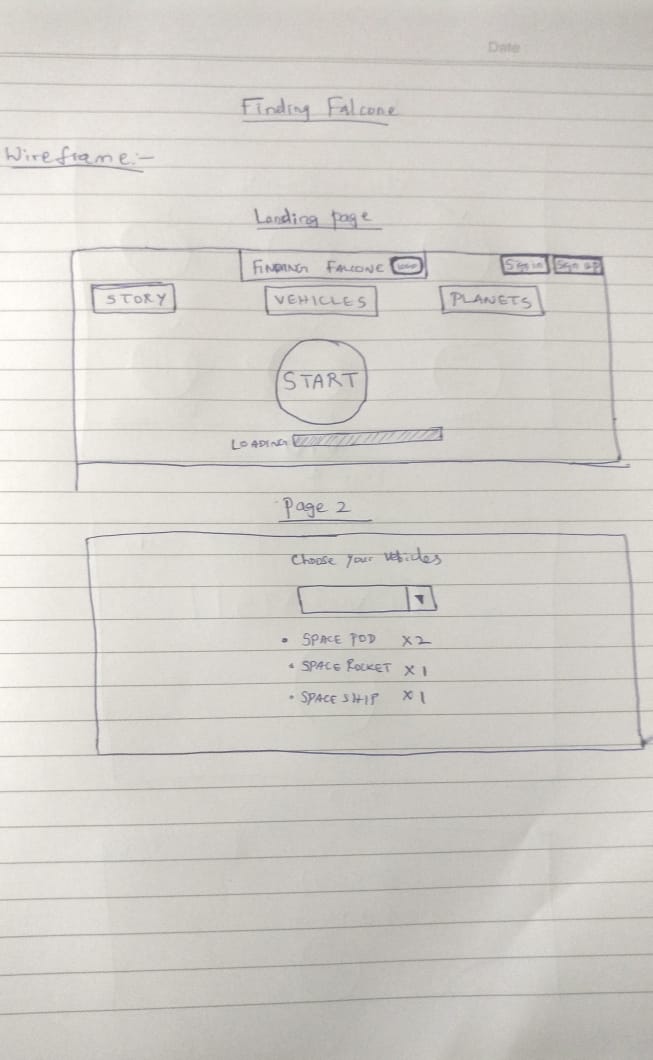 Date
Finding Falcone
Wireframe:-
Landing page
FINDING FALCONE logo Sign in Sign up
STORY VEHICLES PLANETS
START
LOADING
Page 2
Choose your vehicles
• SPACE POD X2
• SPACE ROCKET X1
• SPACE SHIP X1